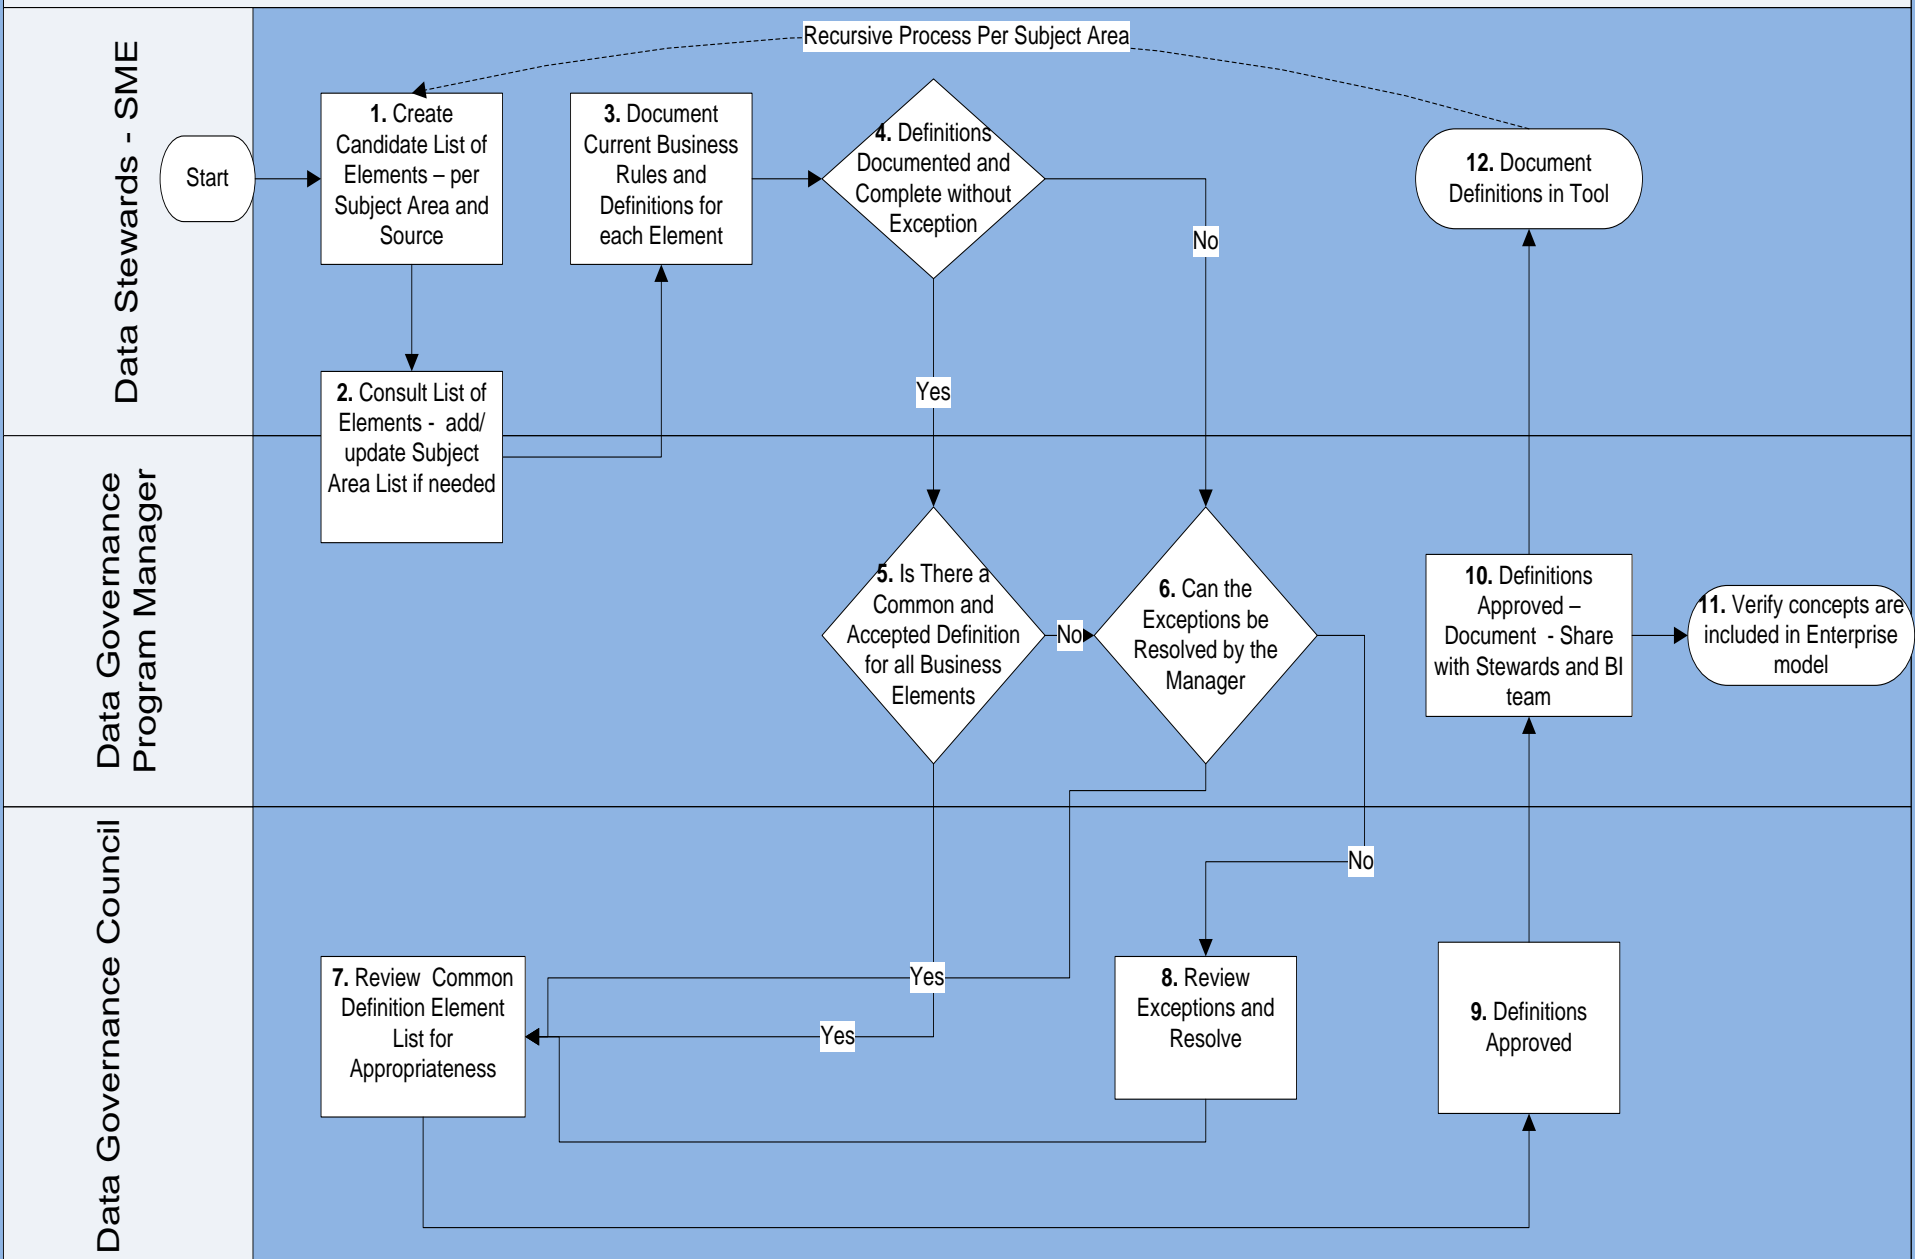 Recursive Process Per Subject Area
Data Stewards - SME
Start
1. Create
Candidate List of
Elements – per
Subject Area and
Source
3. Document
Current Business
Rules and
Definitions for
each Element
4. Definitions
Documented and
Complete without
Exception
12. Document
Definitions in Tool
No
Yes
2. Consult List of
Elements -  add/
update Subject
Area List if needed
Data Governance
Program Manager
5. Is There a
Common and
Accepted Definition
for all Business
Elements
No
6. Can the
Exceptions be
Resolved by the
Manager
10. Definitions
Approved –
Document  - Share
with Stewards and BI
team
11. Verify concepts are
included in Enterprise
model
No
Data Governance Council
7. Review  Common
Definition Element
List for
Appropriateness
Yes
Yes
8. Review
Exceptions and
Resolve
9. Definitions
Approved